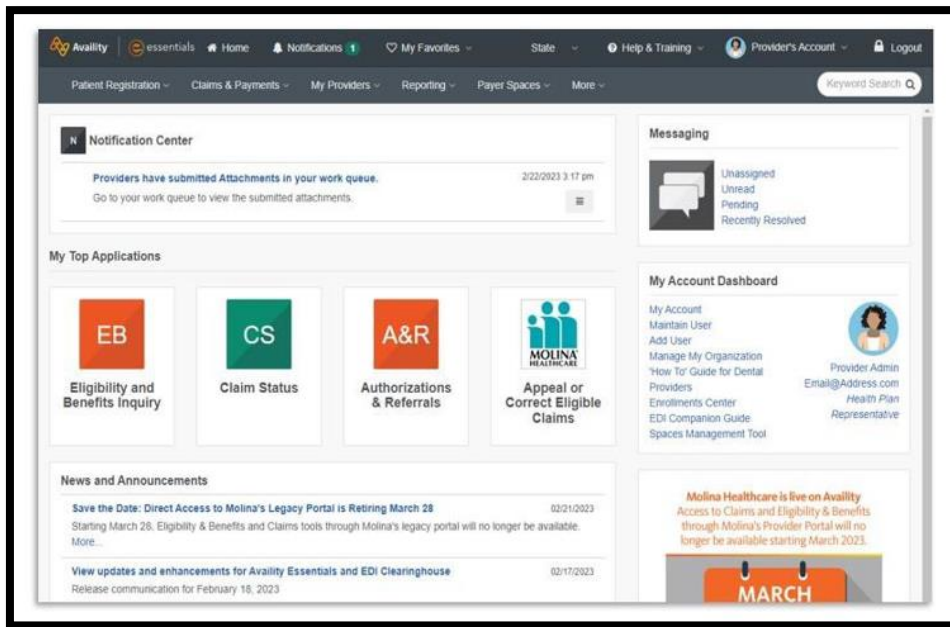 Availity essentials Home Notifications 1 My Favorites State Help & Training Provider's Account Logout
Patient Registration Claims & Payments My Providers Reporting Payer Spaces More Keyword Search
N Notification Center
Providers have submitted Attachments in your work queue. 2/22/2023 3:17 pm
Go to your work queue to view the submitted attachments.
My Top Applications
EB
Eligibility and
Benefits Inquiry
CS
Claim Status
A&R
Authorizations
& Referrals
MOLINA
HEALTHCARE
Appeal or
Correct Eligible
Claims
News and Announcements
Save the Date: Direct Access to Molina's Legacy Portal is Retiring March 28 02/21/2023
Starting March 28, Eligibility & Benefits and Claims tools through Molina's legacy portal will no longer be available.
More...
View updates and enhancements for Availity Essentials and EDI Clearinghouse 02/17/2023
Release communication for February 18, 2023
Messaging
Unassigned
Unread
Pending
Recently Resolved
My Account Dashboard
My Account
Maintain User
Add User
Manage My Organization
'How To' Guide for Dental
Providers
Enrollments Center
EDI Companion Guide
Spaces Management Tool
Provider Admin
Email@Address.com
Health Plan
Representative
Molina Healthcare is live on Availity
Access to Claims and Eligibility & Benefits
through Molina's Provider Portal will no
longer be available starting March 2023.
MARCH